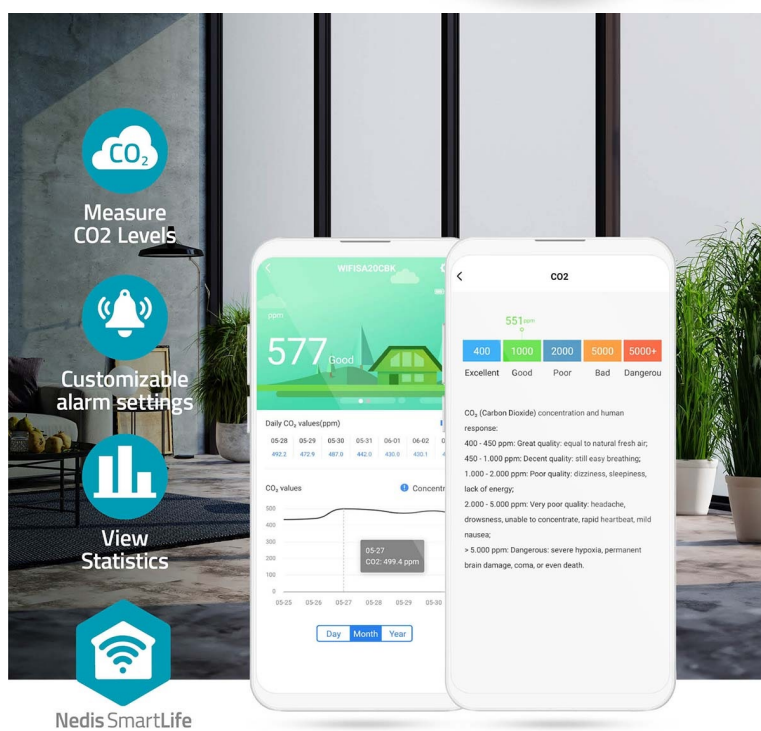 CO2
Measure
CO2 Levels
Customizable
alarm settings
View
Statistics
Nedis SmartLife
WIFISA20CBK
ppm
577 Good
Daily CO₂ values(ppm)
05-28 05-29 05-30 05-31 06-01 06-02
492.2 472.9 487.0 442.0 430.0 430.1
CO₂ values
Concentr
500
400
300
200
100
0
05-27
CO2: 499.4 ppm
05-25 05-26 05-27 05-28 05-29 05-30
Day Month Year
CO2
551 ppm
400 1000 2000 5000 5000+
Excellent Good Poor Bad Dangerou
CO₂ (Carbon Dioxide) concentration and human
response:
400 - 450 ppm: Great quality: equal to natural fresh air;
450 - 1.000 ppm: Decent quality: still easy breathing;
1.000 - 2.000 ppm: Poor quality: dizziness, sleepiness,
lack of energy;
2.000 - 5.000 ppm: Very poor quality: headache,
drowsness, unable to concentrate, rapid heartbeat, mild
nausea;
> 5.000 ppm: Dangerous: severe hypoxia, permanent
brain damage, coma, or even death.